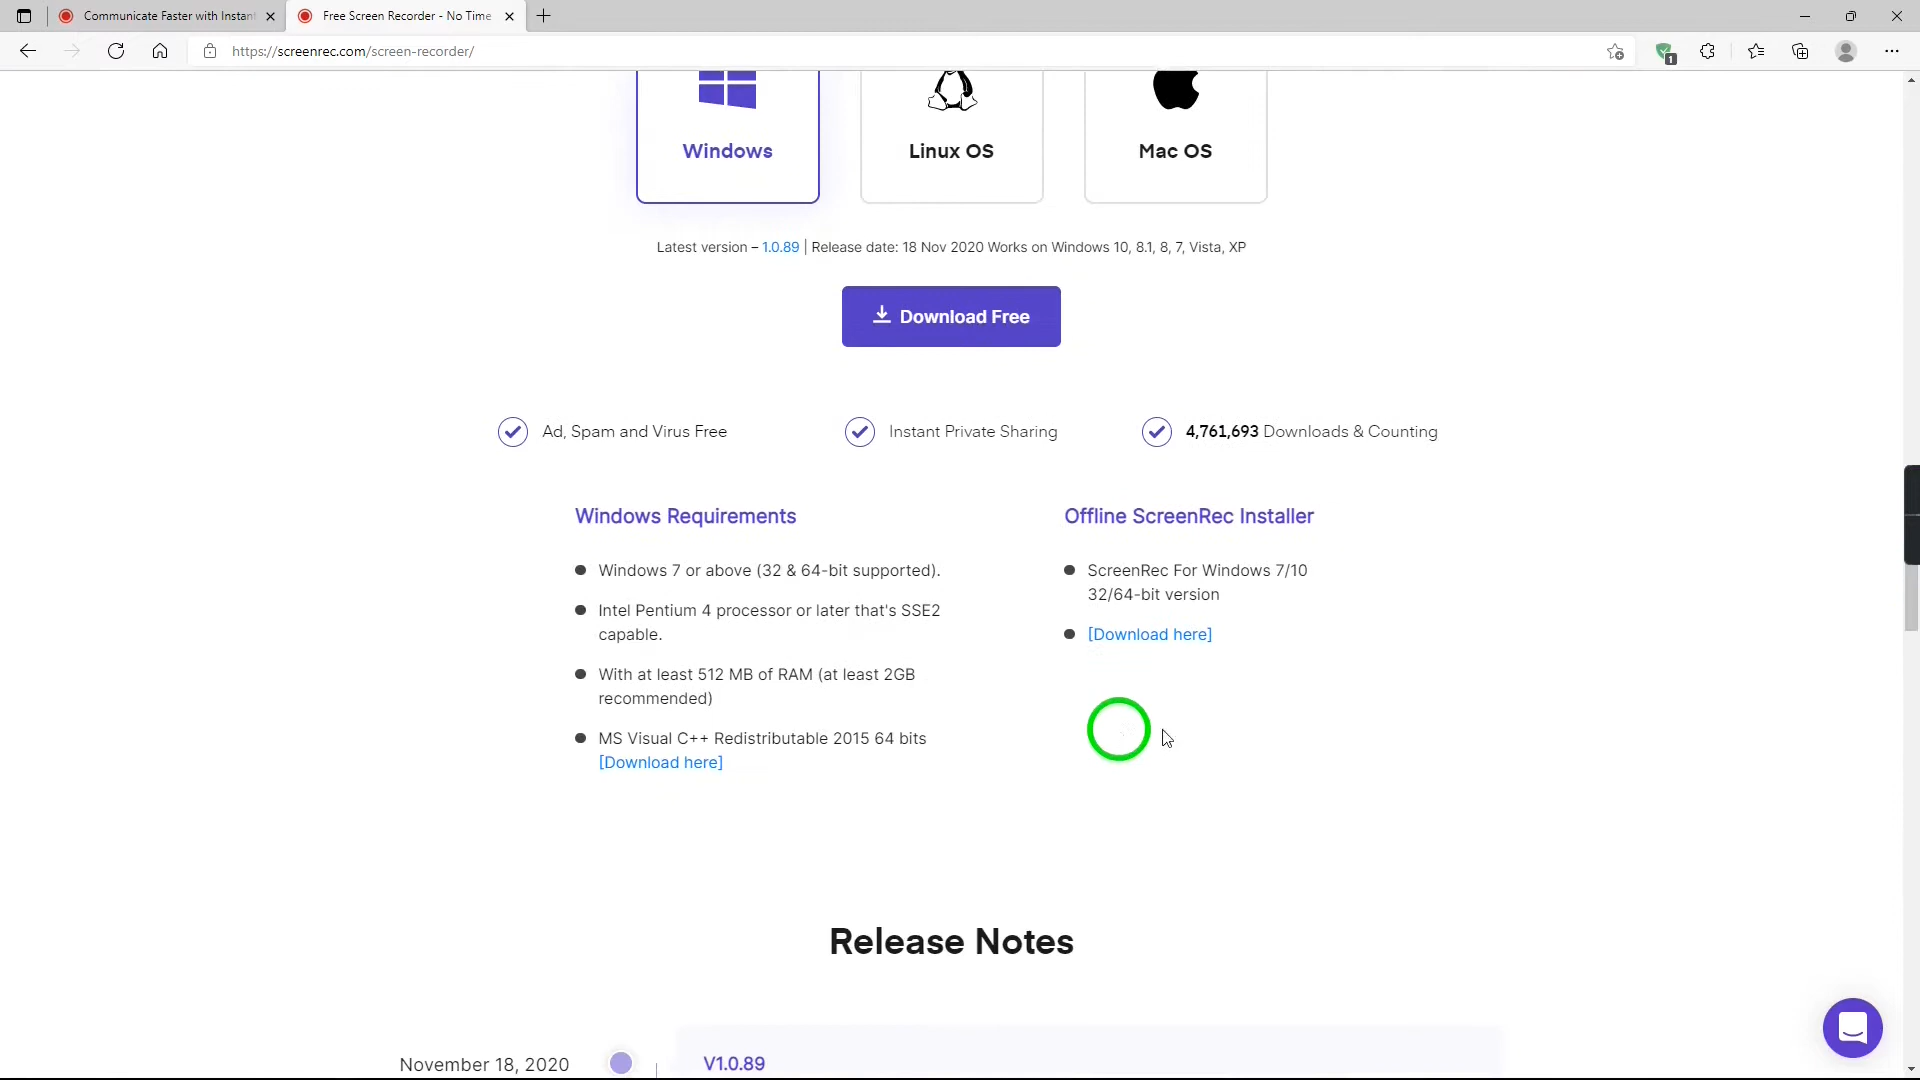 Communicate Faster with Instant
Free Screen Recorder - No Time
https://screenrec.com/screen-recorder/
1
Windows
Linux OS
Mac OS
Latest version – 1.0.89 | Release date: 18 Nov 2020 Works on Windows 10, 8.1, 8, 7, Vista, XP
Download Free
Ad, Spam and Virus Free
Instant Private Sharing
4,761,693 Downloads & Counting
Windows Requirements
Windows 7 or above (32 & 64-bit supported).
Intel Pentium 4 processor or later that's SSE2
capable.
With at least 512 MB of RAM (at least 2GB
recommended)
MS Visual C++ Redistributable 2015 64 bits
[Download here]
Offline ScreenRec Installer
ScreenRec For Windows 7/10
32/64-bit version
[Download here]
Release Notes
November 18, 2020
V1.0.89